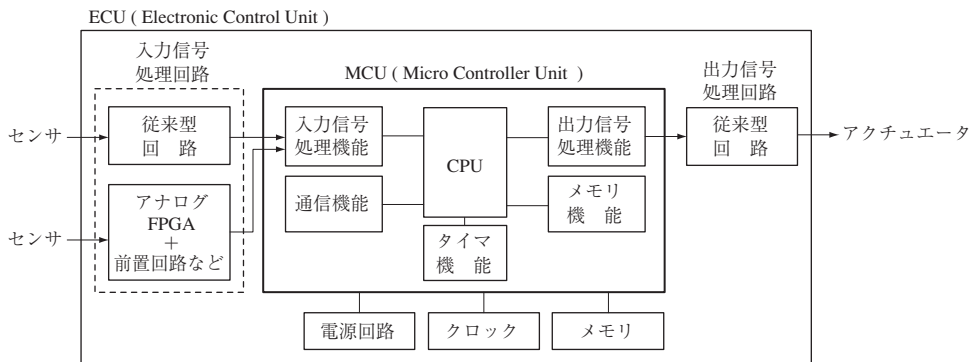 ECU ( Electronic Control Unit )
入力信号
処理回路
MCU ( Micro Controller Unit )
出力信号
処理回路
センサ
従来型
回 路
入力信号
処理機能
CPU
出力信号
処理機能
従来型
回 路
アクチュエータ
センサ
アナログ
FPGA
＋
前置回路など
通信機能
メモリ
機 能
タイマ
機 能
電源回路
クロック
メモリ